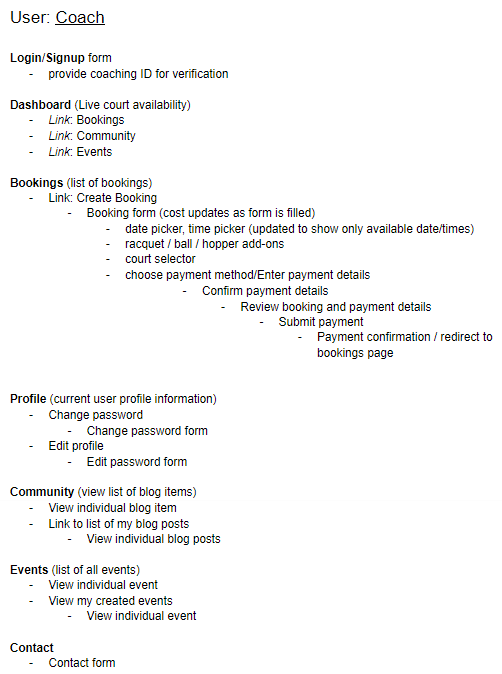 User: Coach
Login/Signup form
- provide coaching ID for verification
Dashboard (Live court availability)
- Link: Bookings
- Link: Community
- Link: Events
Bookings (list of bookings)
- Link: Create Booking
- Booking form (cost updates as form is filled)
- date picker, time picker (updated to show only available date/times)
- racquet / ball / hopper add-ons
- court selector
- choose payment method/Enter payment details
- Confirm payment details
- Review booking and payment details
- Submit payment
- Payment confirmation / redirect to
bookings page
Profile (current user profile information)
- Change password
- Change password form
- Edit profile
- Edit password form
Community (view list of blog items)
- View individual blog item
- Link to list of my blog posts
- View individual blog posts
Events (list of all events)
- View individual event
- View my created events
- View individual event
Contact
- Contact form